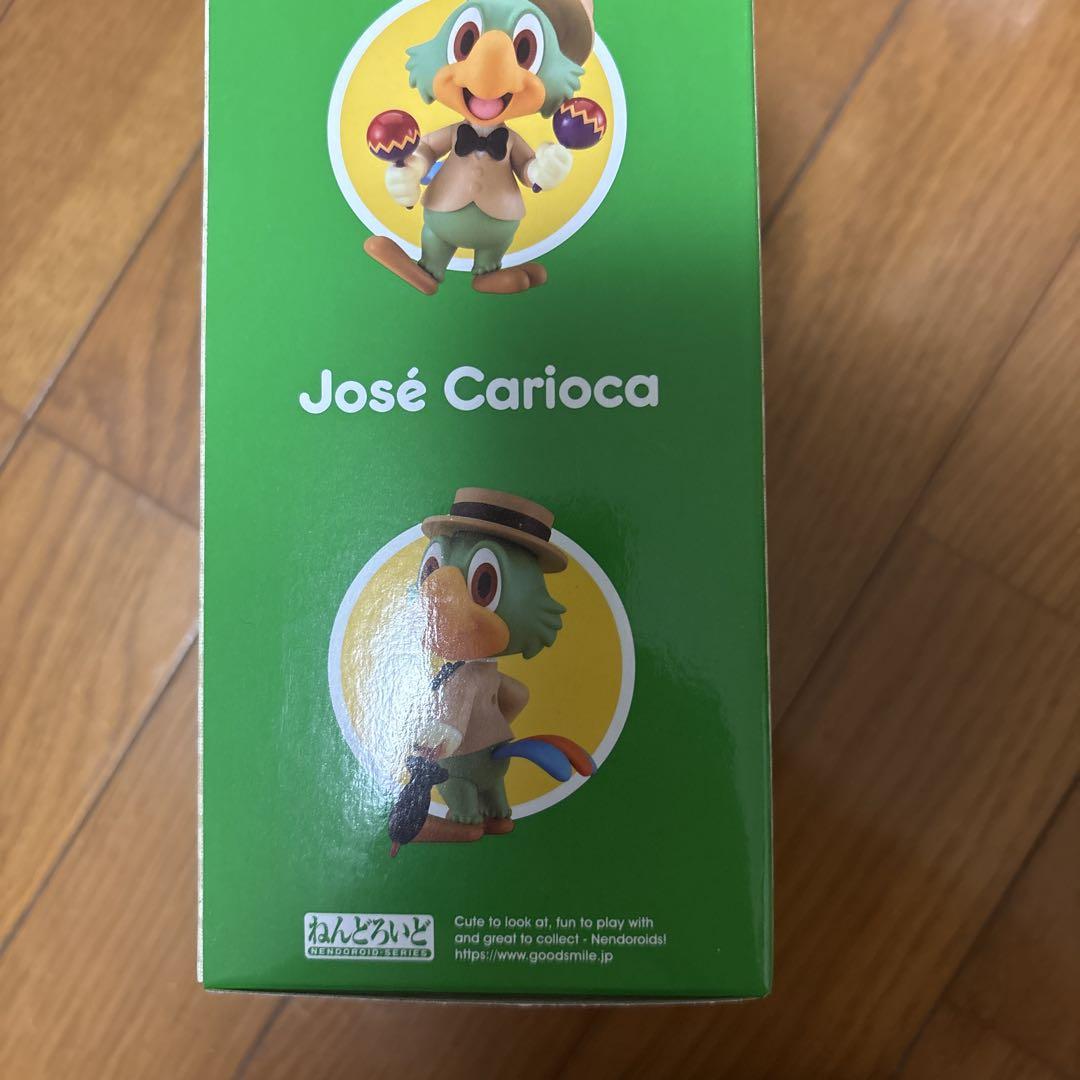 José Carioca
ねんどろいど
NENDOROID·SERIES
Cute to look at, fun to play with
and great to collect - Nendoroids!
https://www.goodsmile.jp